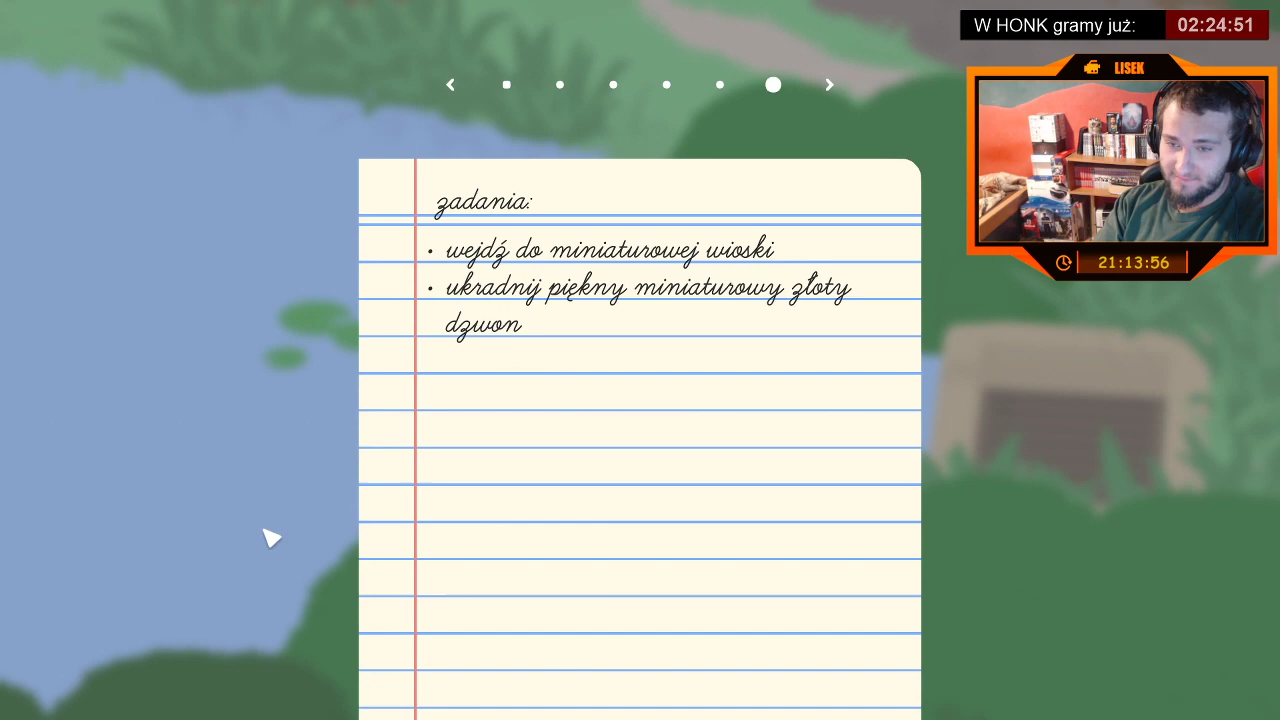 W HONK gramy już: 02:24:51
LISEK
zadania:
• wejdź do miniaturowej wioski
• ukradnij piękny miniaturowy złoty
dzwon
21:13:56